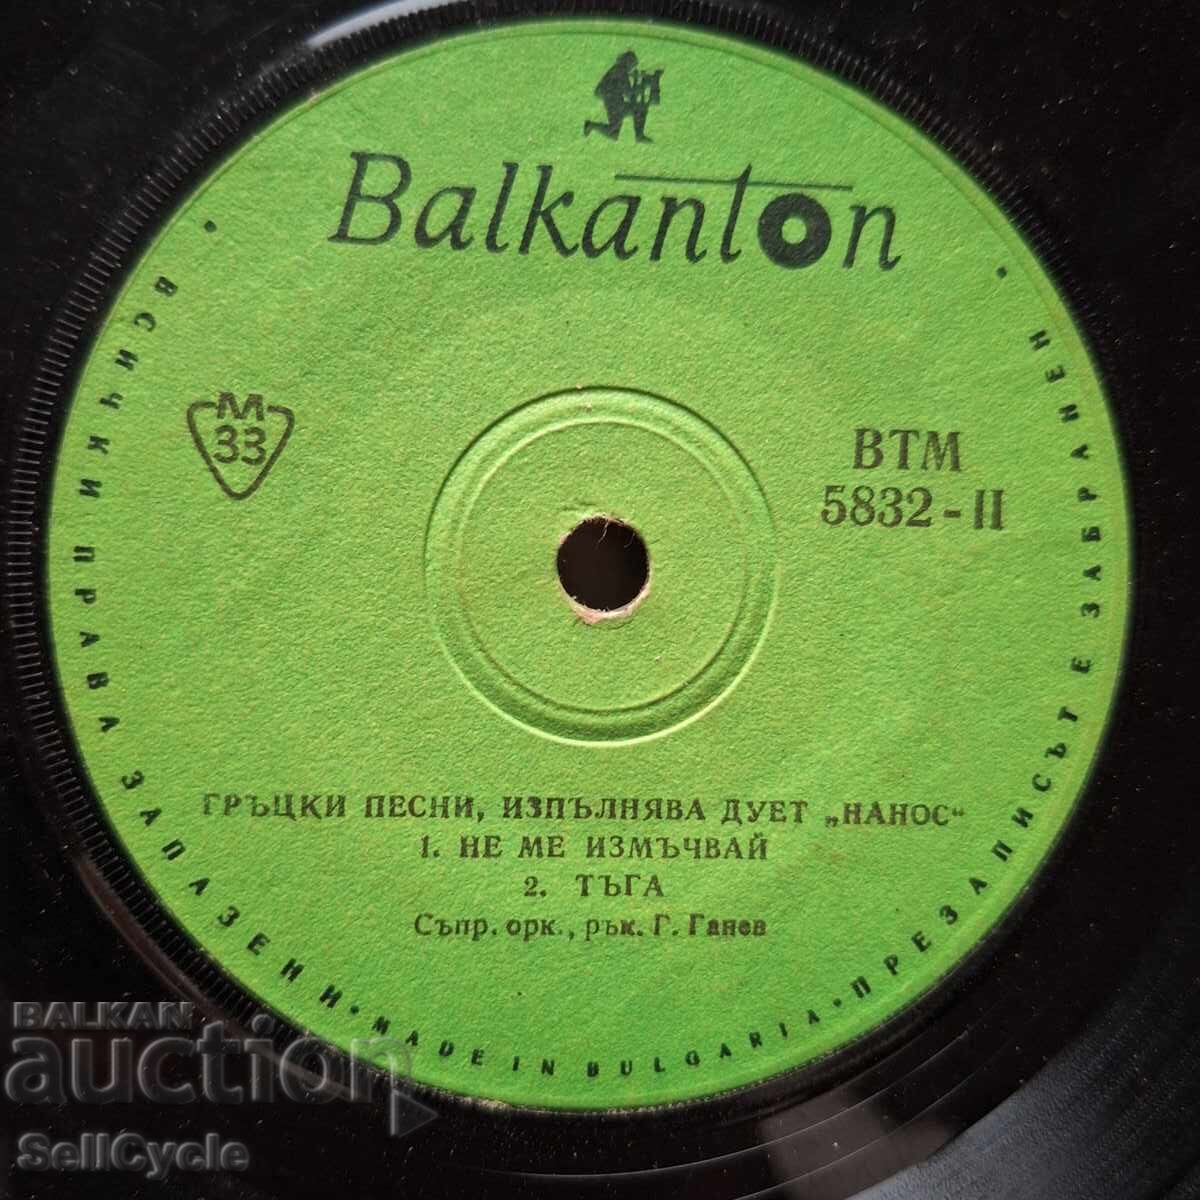 Balkanton
М
33
ВТМ
5832-II
ГРЪЦКИ ПЕСНИ, ИЗПЪЛНЯВА ДУЕТ „НАНОС“
1. НЕ МЕ ИЗМЪЧВАЙ
2. ТЪГА
Съпр. орк., рък. Г. Ганев
• ВСИЧКИ ПРАВА ЗАПАЗЕНИ • MADE IN BULGARIA • ПРЕЗАПИСЪТ Е ЗАБРАНЕН •
BALKAN
auction
SellCycle